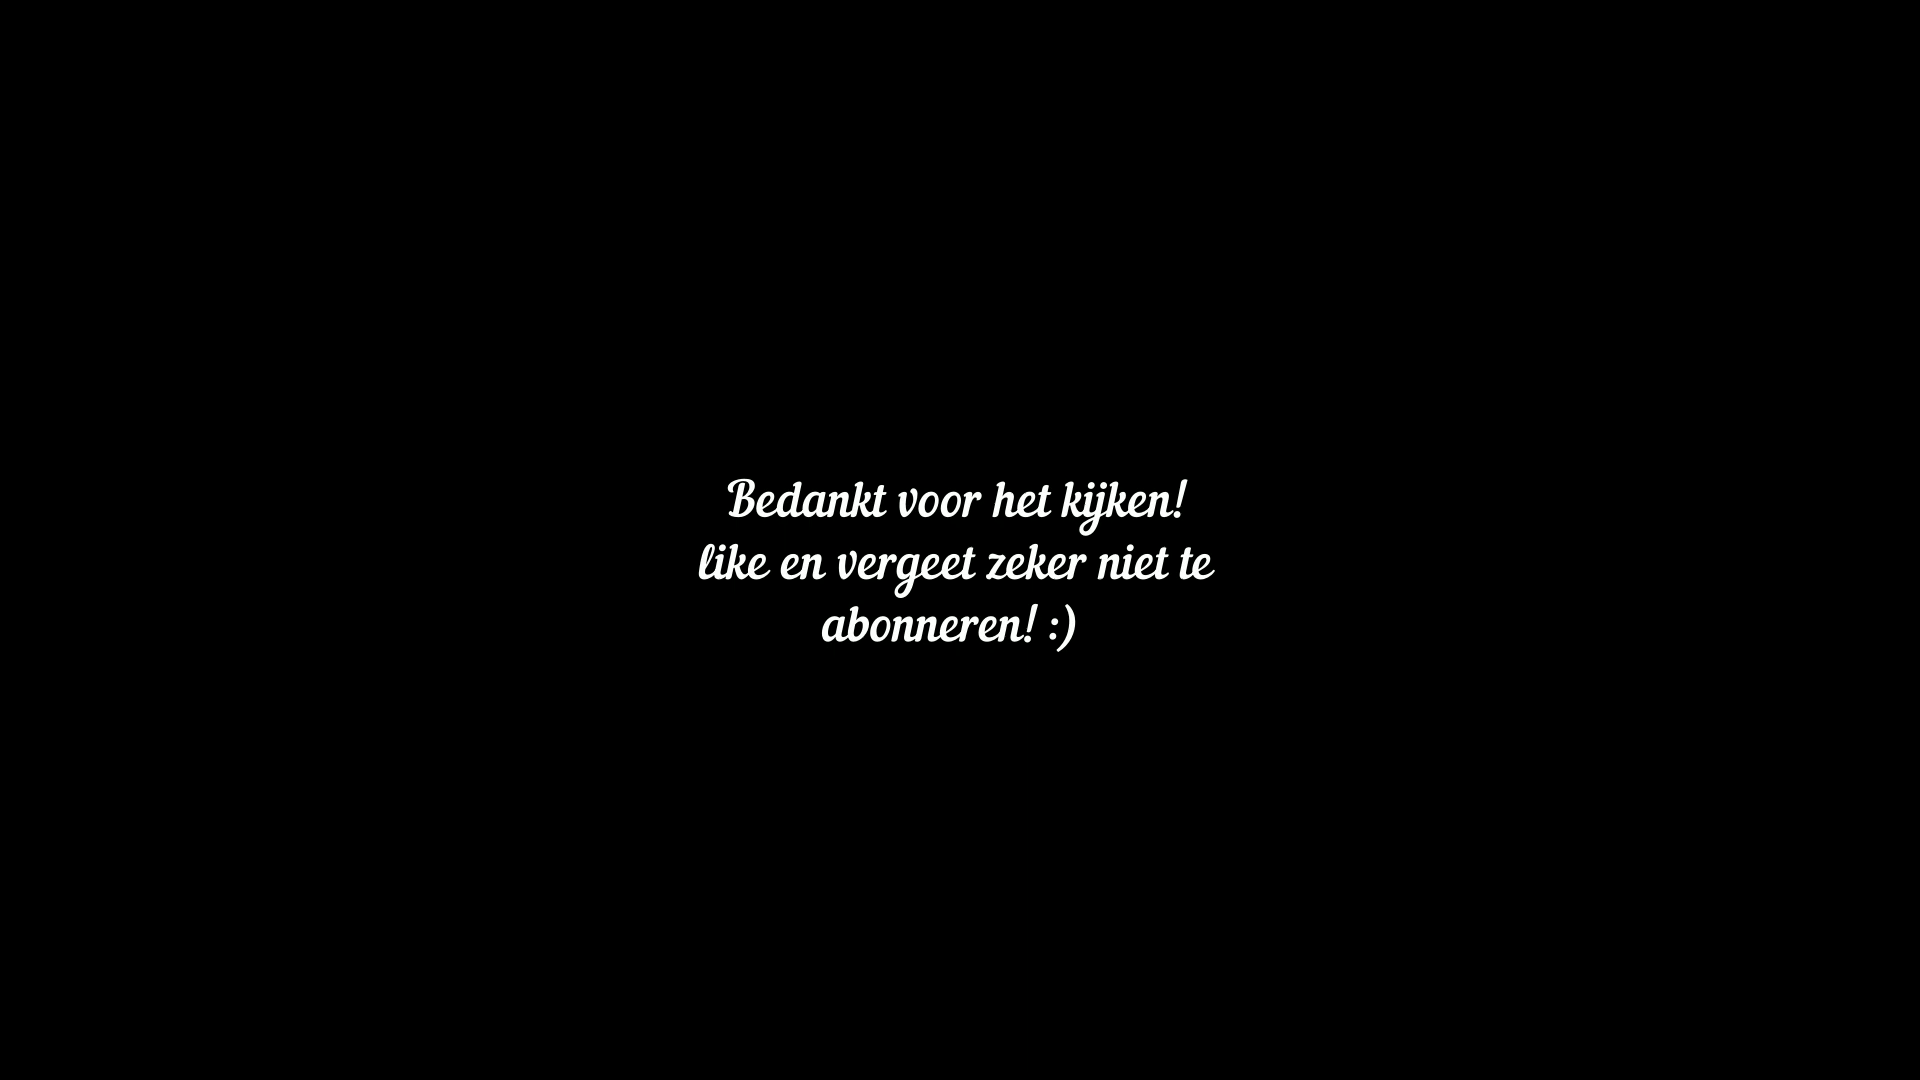 Bedankt voor het kijken!
like en vergeet zeker niet te
abonneren! :)